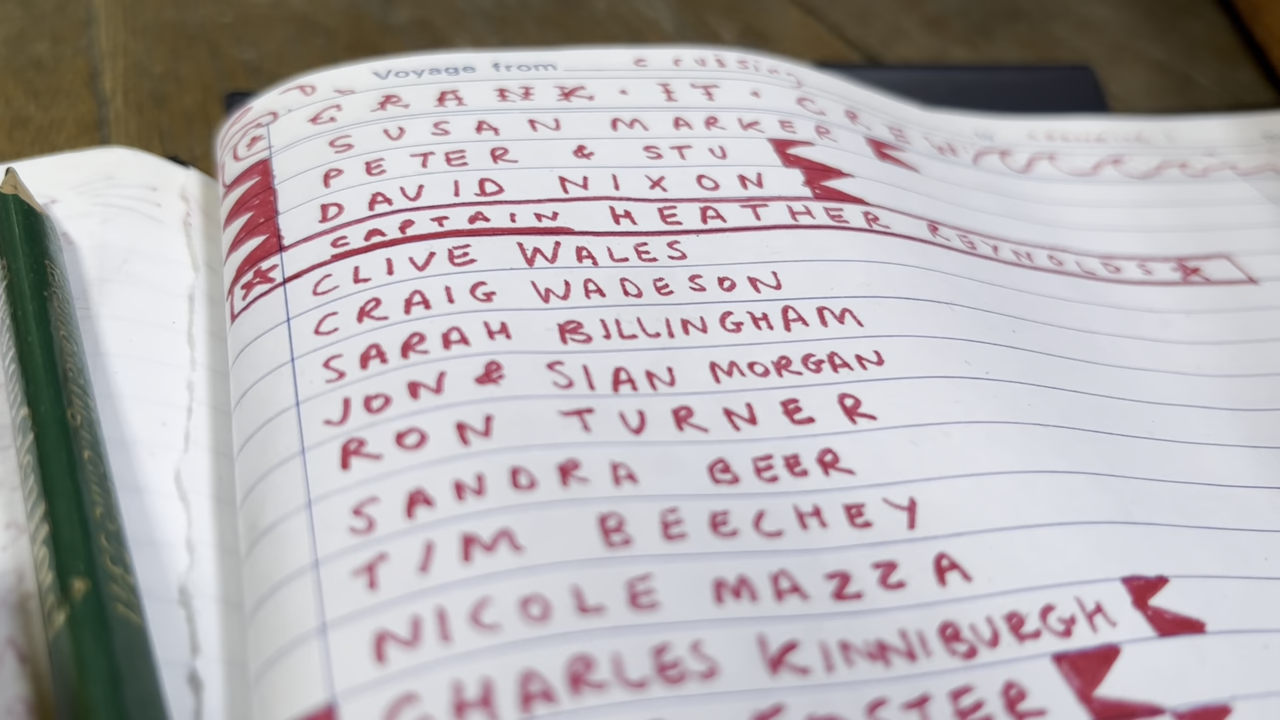 Voyage from crussing
CRANK · IT · CREW
SUSAN MARKER
PETER & STU
DAVID NIXON
CAPTAIN HEATHER REYNOLDS
CLIVE WALES
CRAIG WADESON
SARAH BILLINGHAM
JON & SIAN MORGAN
RON TURNER
SANDRA BEER
TIM BEECHEY
NICOLE MAZZA
CHARLES KINNIBURGH